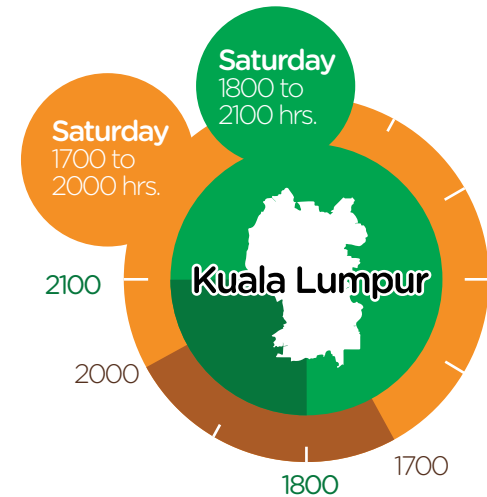 Saturday
1800 to
2100 hrs.
Saturday
1700 to
2000 hrs.
Kuala Lumpur
2100
2000
1800
1700